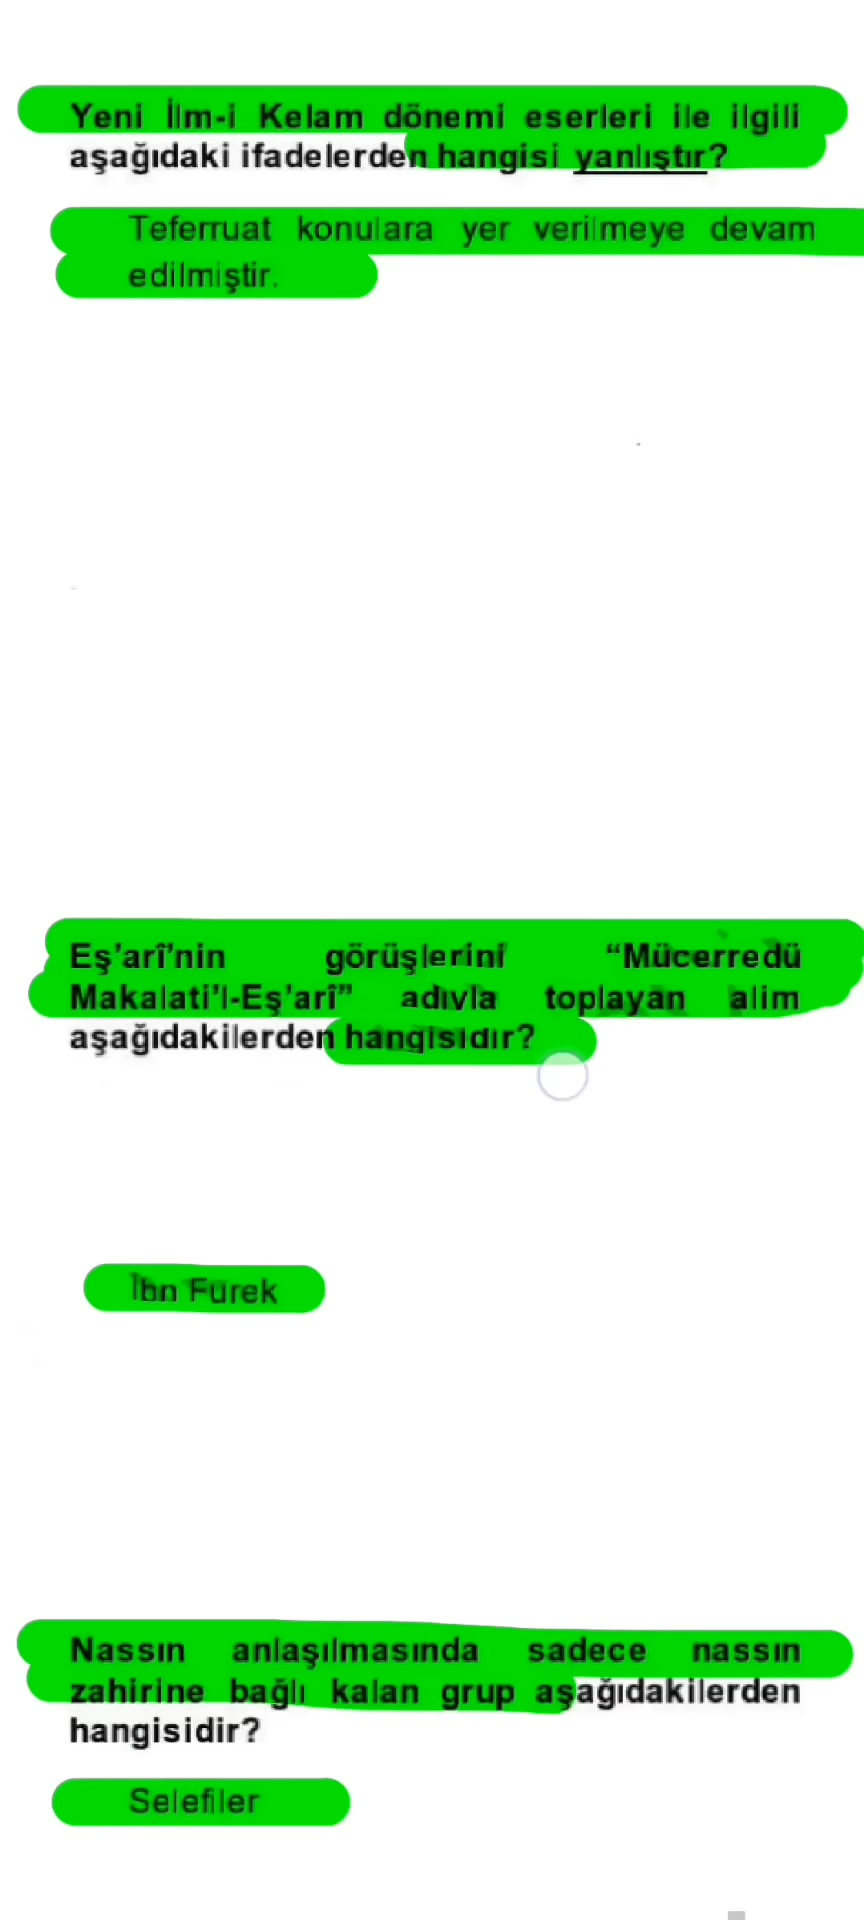 Yeni İlm-i Kelam dönemi eserleri ile ilgili
aşağıdaki ifadelerden hangisi yanlıştır?
Teferruat konulara yer verilmeye devam
edilmiştir.
Eş’arî’nin görüşlerini “Mücerredü
Makalati’l-Eş’arî” adıyla toplayan alim
aşağıdakilerden hangisidir?
İbn Fürek
Nassın anlaşılmasında sadece nassın
zahirine bağlı kalan grup aşağıdakilerden
hangisidir?
Selefiler